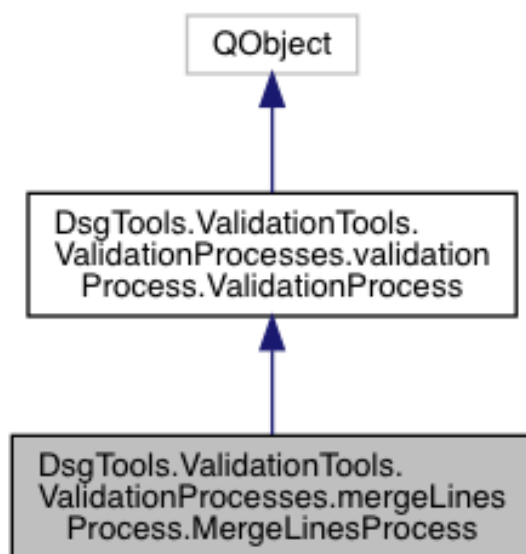 QObject
DsgTools.ValidationTools.
ValidationProcesses.validation
Process.ValidationProcess
DsgTools.ValidationTools.
ValidationProcesses.mergeLines
Process.MergeLinesProcess